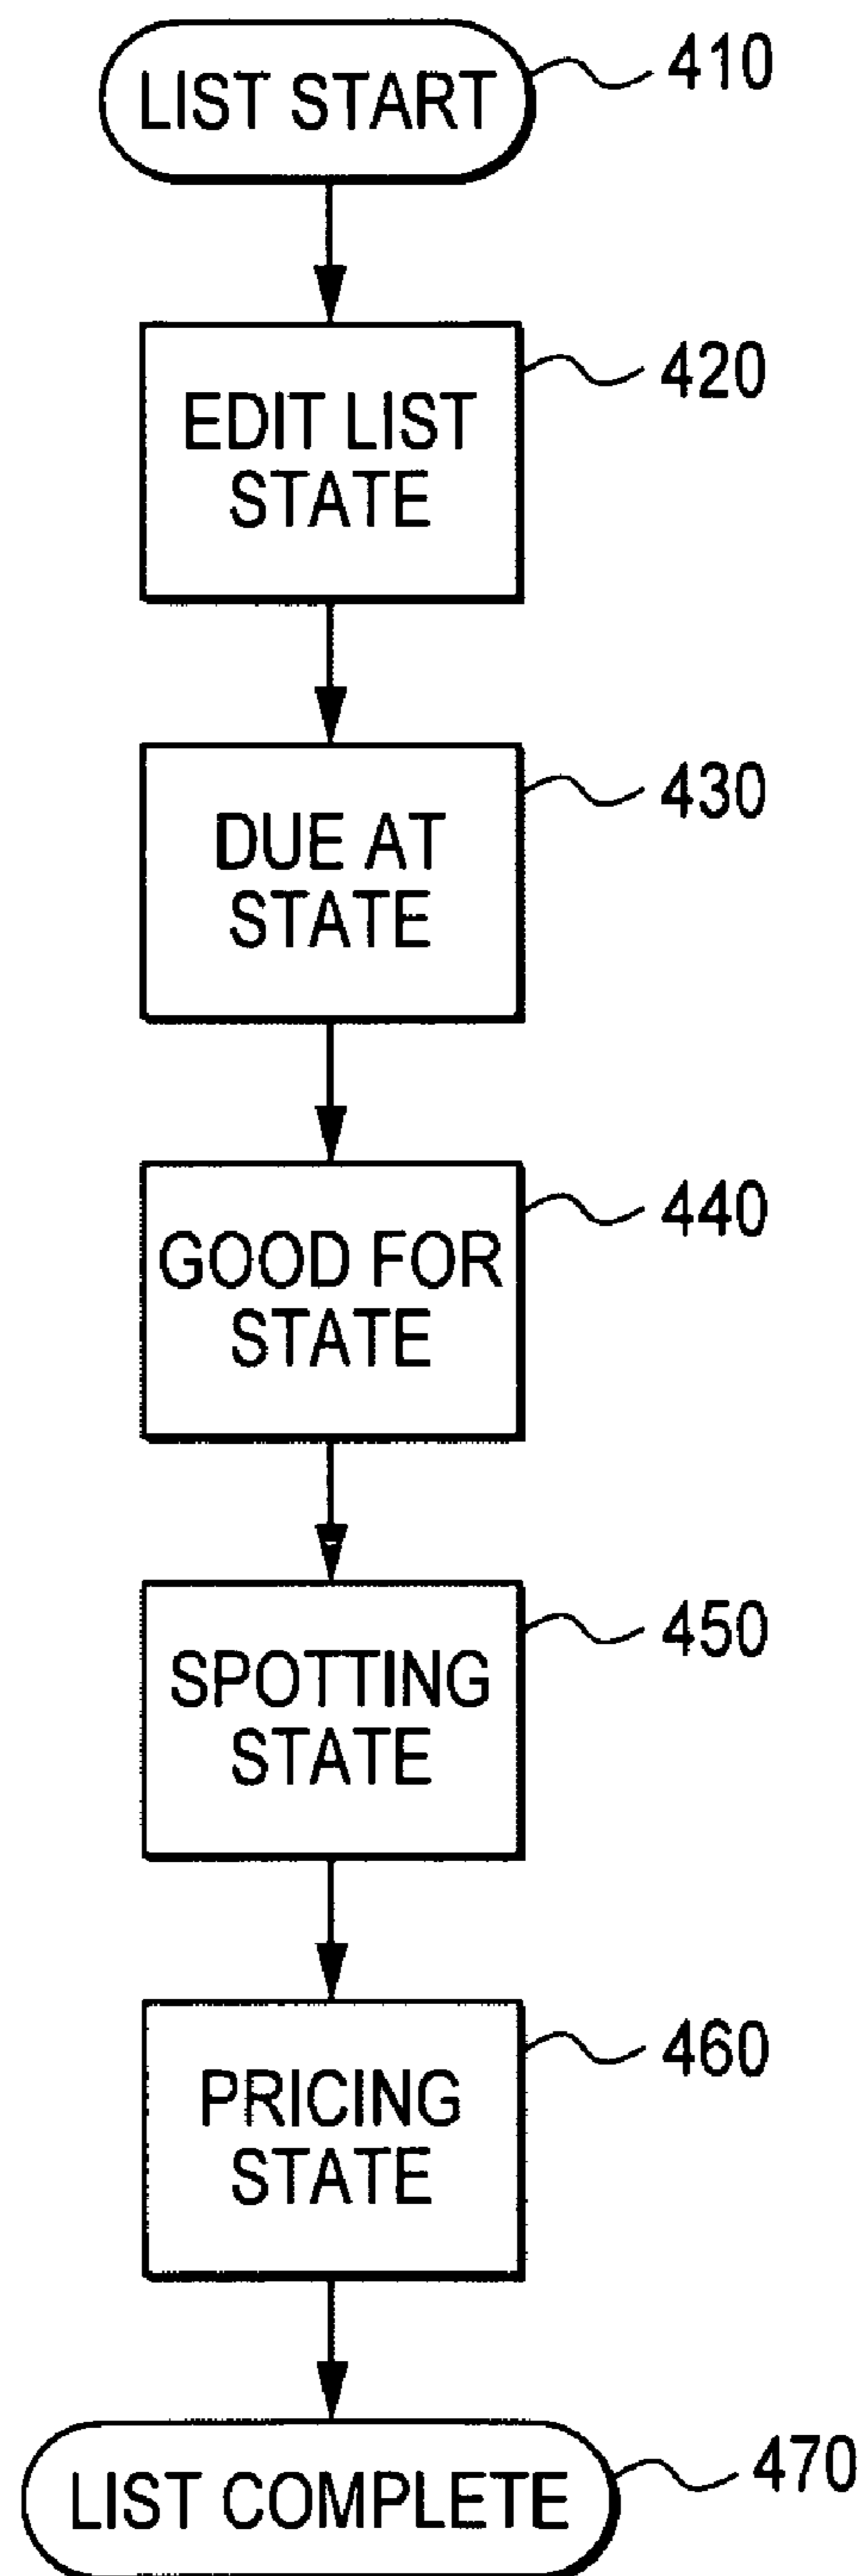 LIST START
410
EDIT LIST
STATE
420
DUE AT
STATE
430
GOOD FOR
STATE
440
SPOTTING
STATE
450
PRICING
STATE
460
LIST COMPLETE
470